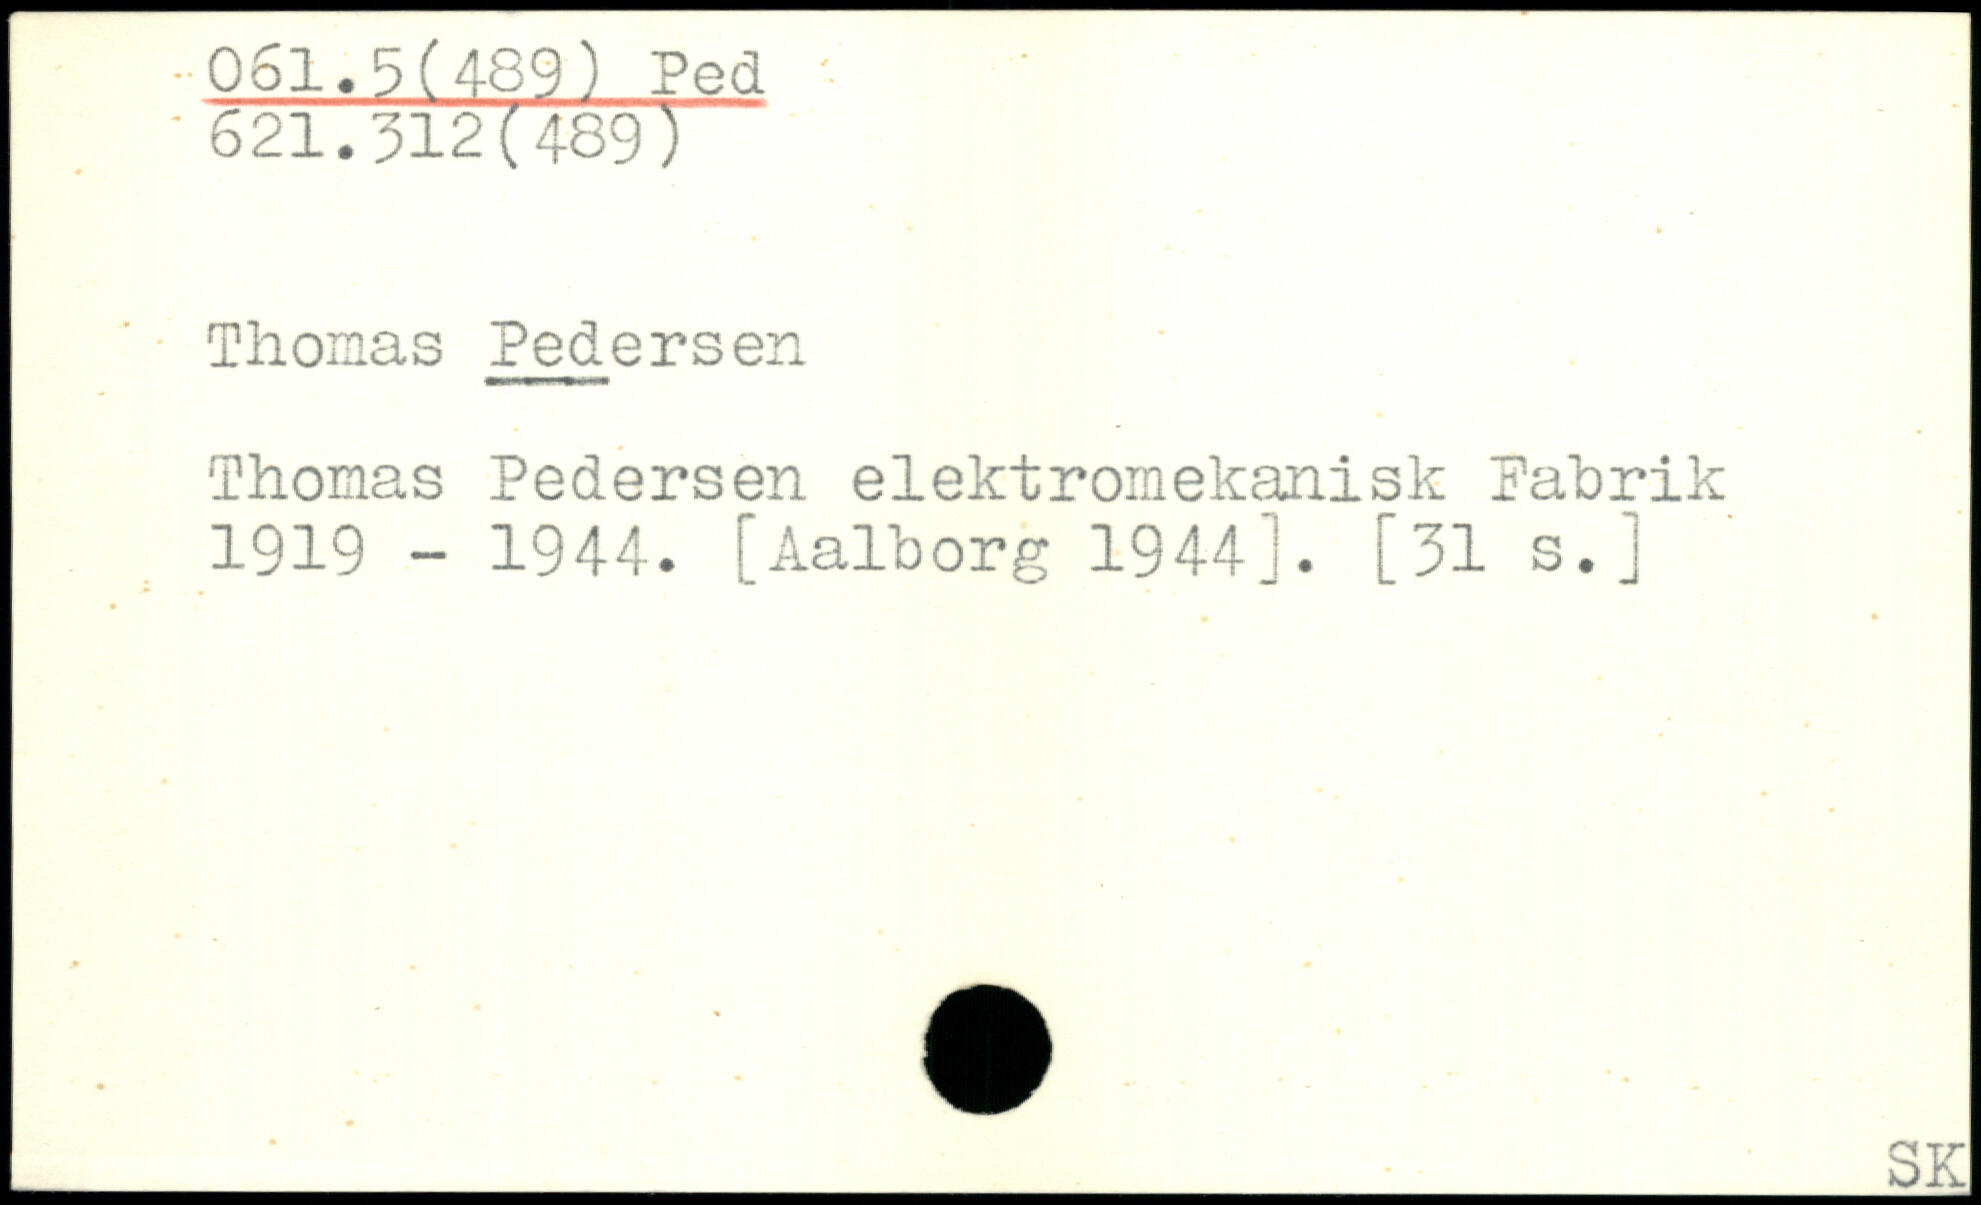 061.5(489) Ped
621.312(489)
Thomas Pedersen
Thomas Pedersen elektromekanisk Fabrik
1919 - 1944. [Aalborg 1944]. [31 s.]
SK